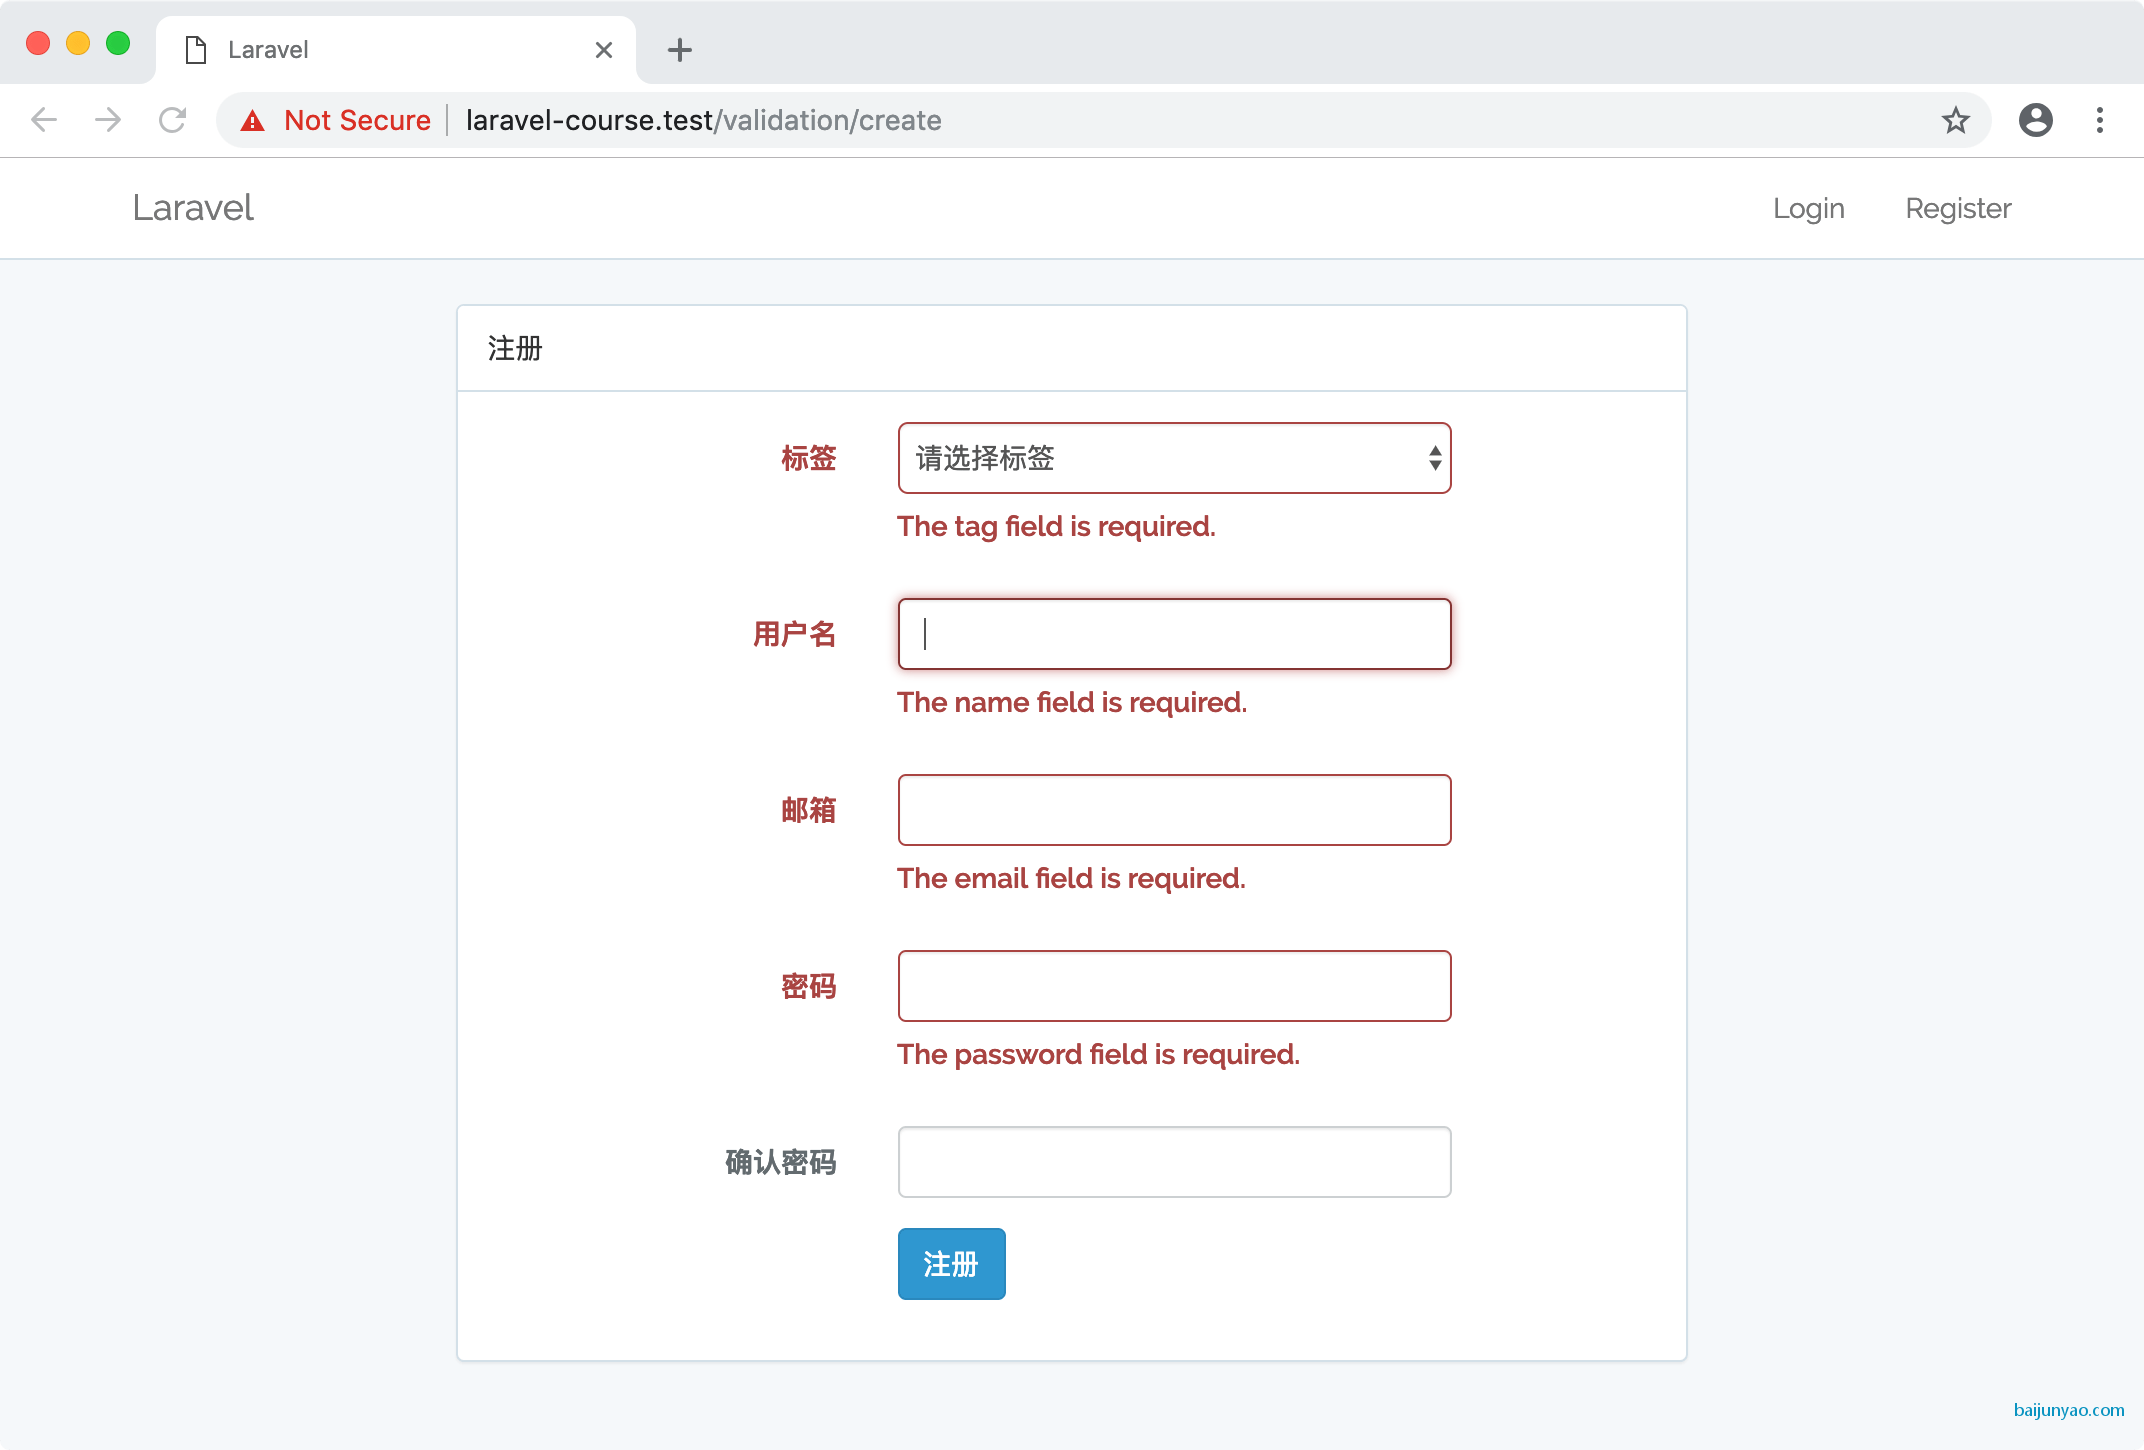 Laravel
Not Secure laravel-course.test/validation/create
Laravel Login Register
注册
标签 请选择标签
The tag field is required.
用户名
The name field is required.
邮箱
The email field is required.
密码
The password field is required.
确认密码
注册
baijunyao.com